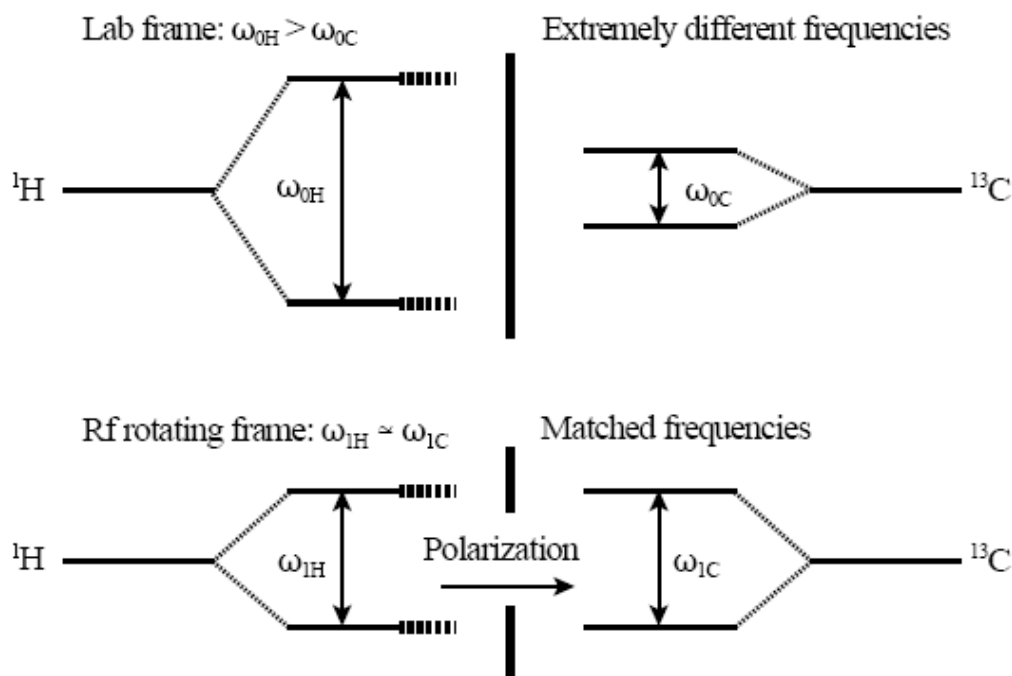 Lab frame: ω₀H > ω₀C
Extremely different frequencies
¹H
ω₀H
ω₀C
¹³C
Rf rotating frame: ω₁H ≃ ω₁C
Matched frequencies
¹H
ω₁H
Polarization
ω₁C
¹³C